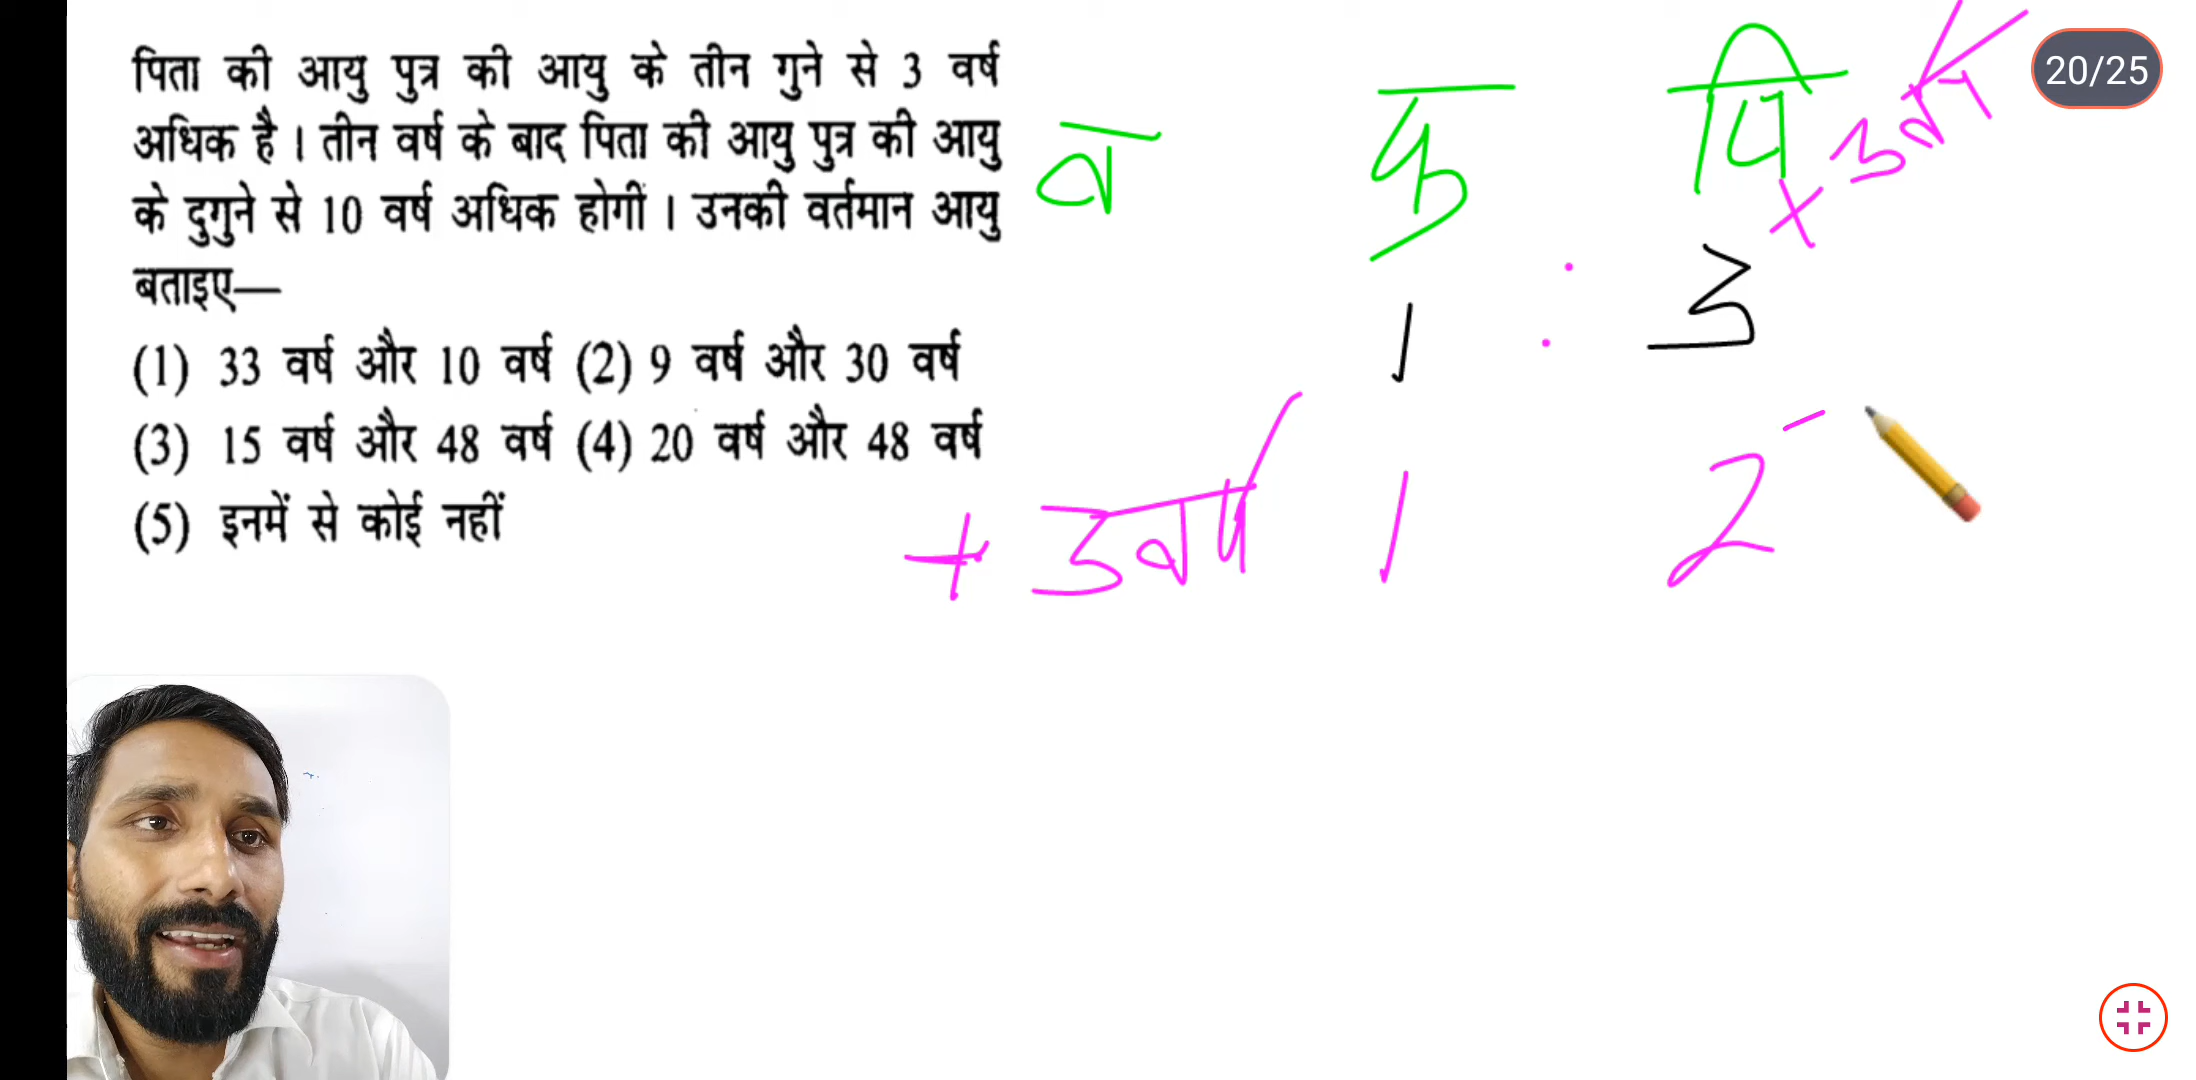 पिता की आयु पुत्र की आयु के तीन गुने से 3 वर्ष
अधिक है। तीन वर्ष के बाद पिता की आयु पुत्र की आयु
के दुगुने से 10 वर्ष अधिक होगीं। उनकी वर्तमान आयु
बताइए—
(1) 33 वर्ष और 10 वर्ष (2) 9 वर्ष और 30 वर्ष
(3) 15 वर्ष और 48 वर्ष (4) 20 वर्ष और 48 वर्ष
(5) इनमें से कोई नहीं
व पि + 3वर्ष
1 : 3
+ 3वर्ष 1 2
20/25